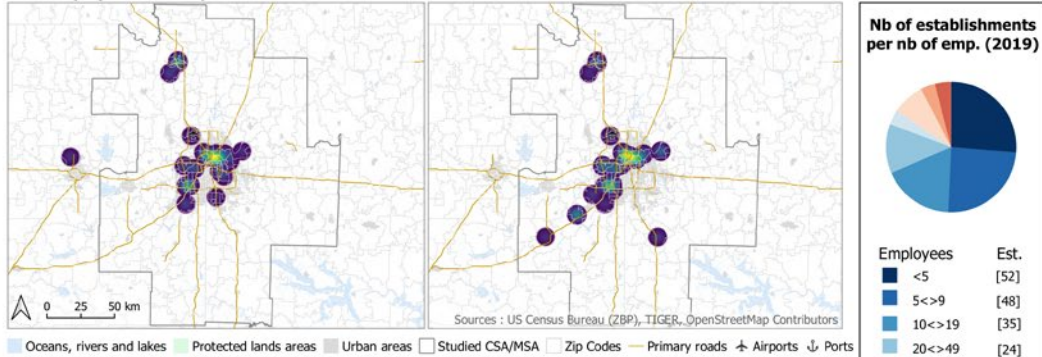 Nb of establishments
per nb of emp. (2019)
Employees Est.
<5 [52]
5<>9 [48]
10<>19 [35]
20<>49 [24]
0 25 50 km
Sources : US Census Bureau (ZBP), TIGER, OpenStreetMap Contributors
Oceans, rivers and lakes Protected lands areas Urban areas Studied CSA/MSA Zip Codes Primary roads Airports Ports